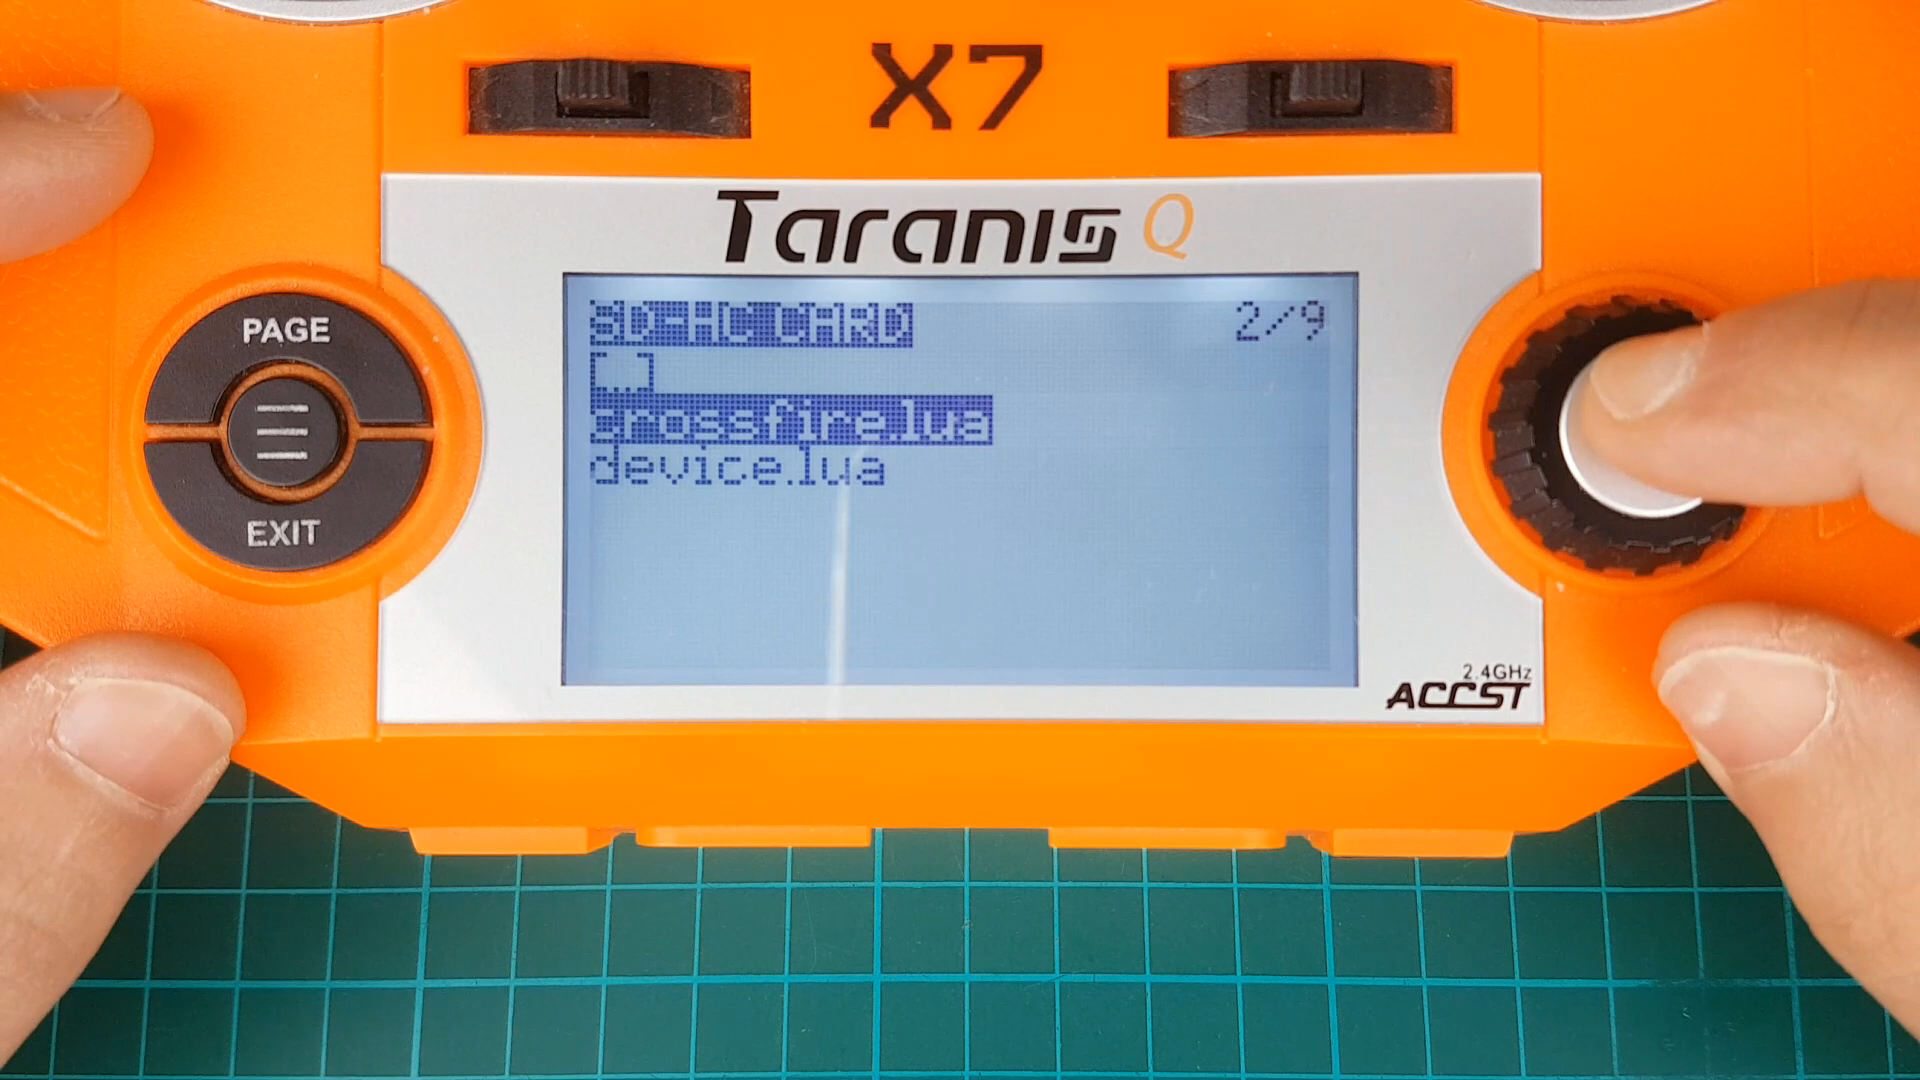 X7
Taranis Q
SD-HC CARD 2/9
[..]
crossfire.lua
device.lua
PAGE
EXIT
2.4GHz
ACCST